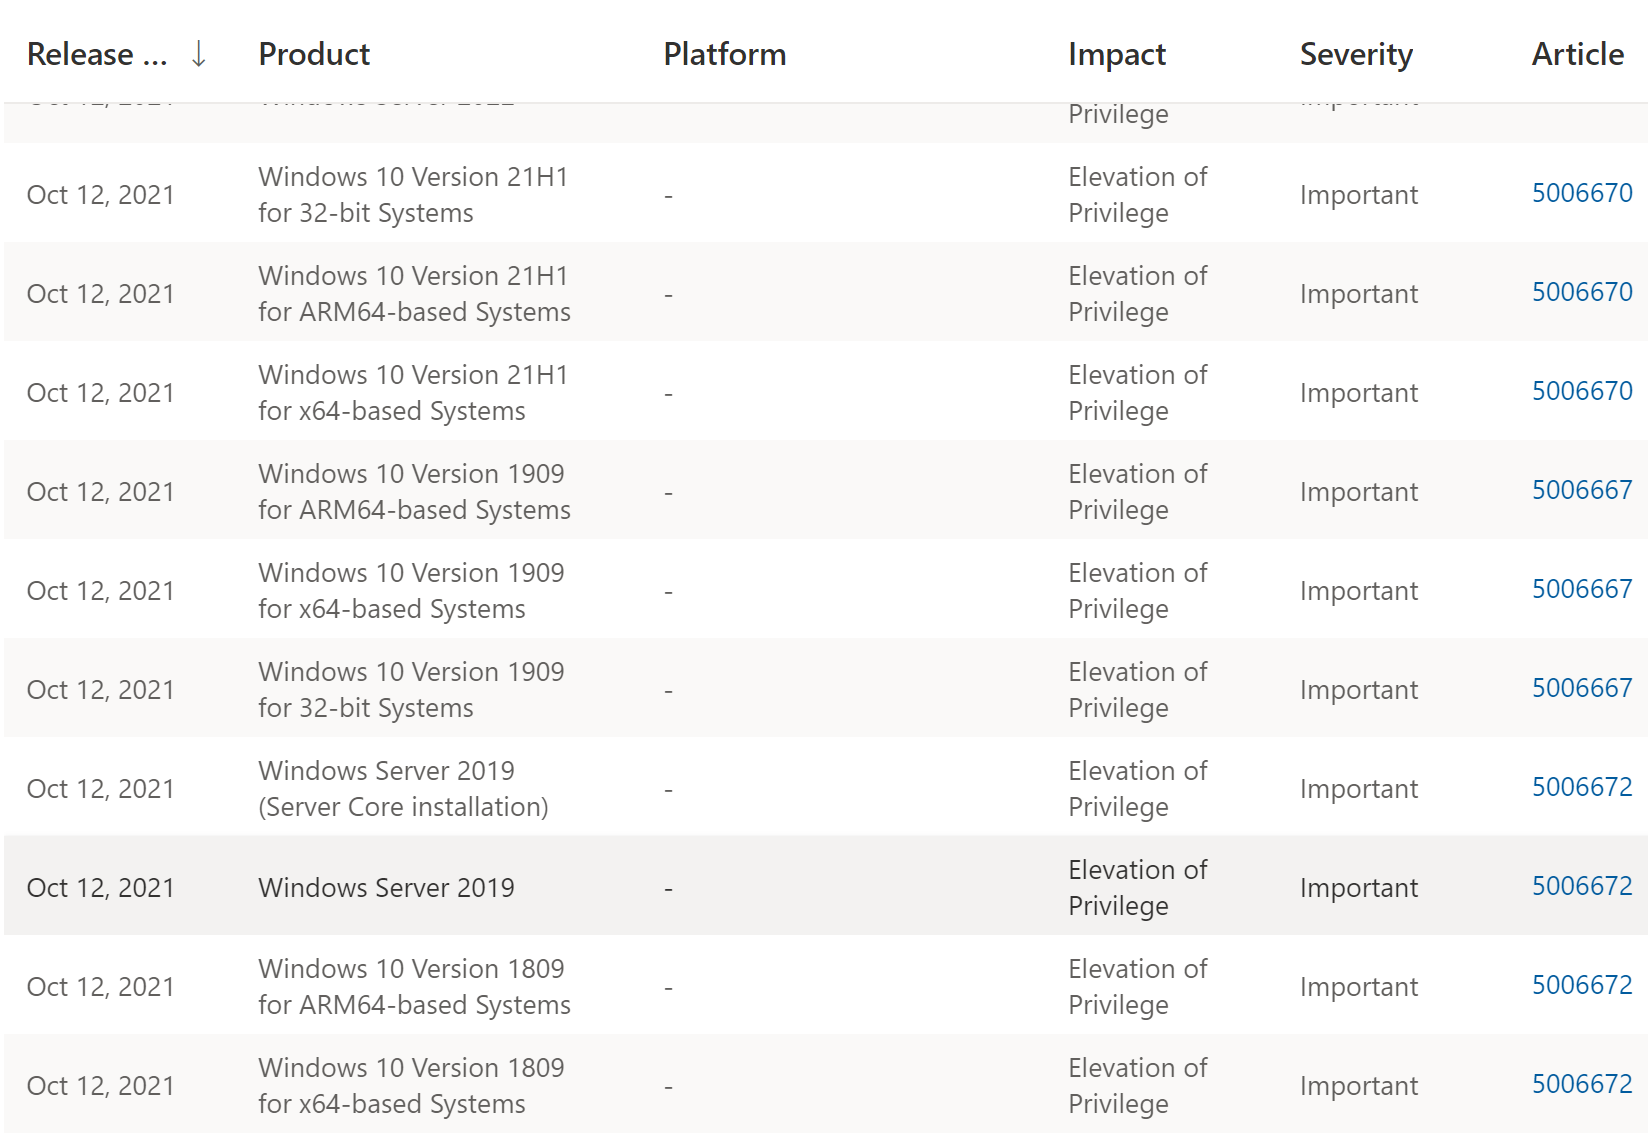 Release ... ↓ Product Platform Impact Severity Article
Oct 12, 2021 Windows Server 2022 Important
Privilege
Windows 10 Version 21H1 Elevation of
Oct 12, 2021 - Important 5006670
for 32-bit Systems Privilege
Windows 10 Version 21H1 Elevation of
Oct 12, 2021 - Important 5006670
for ARM64-based Systems Privilege
Windows 10 Version 21H1 Elevation of
Oct 12, 2021 - Important 5006670
for x64-based Systems Privilege
Windows 10 Version 1909 Elevation of
Oct 12, 2021 - Important 5006667
for ARM64-based Systems Privilege
Windows 10 Version 1909 Elevation of
Oct 12, 2021 - Important 5006667
for x64-based Systems Privilege
Windows 10 Version 1909 Elevation of
Oct 12, 2021 - Important 5006667
for 32-bit Systems Privilege
Windows Server 2019 Elevation of
Oct 12, 2021 - Important 5006672
(Server Core installation) Privilege
Elevation of
Oct 12, 2021 Windows Server 2019 - Important 5006672
Privilege
Windows 10 Version 1809 Elevation of
Oct 12, 2021 - Important 5006672
for ARM64-based Systems Privilege
Windows 10 Version 1809 Elevation of
Oct 12, 2021 - Important 5006672
for x64-based Systems Privilege